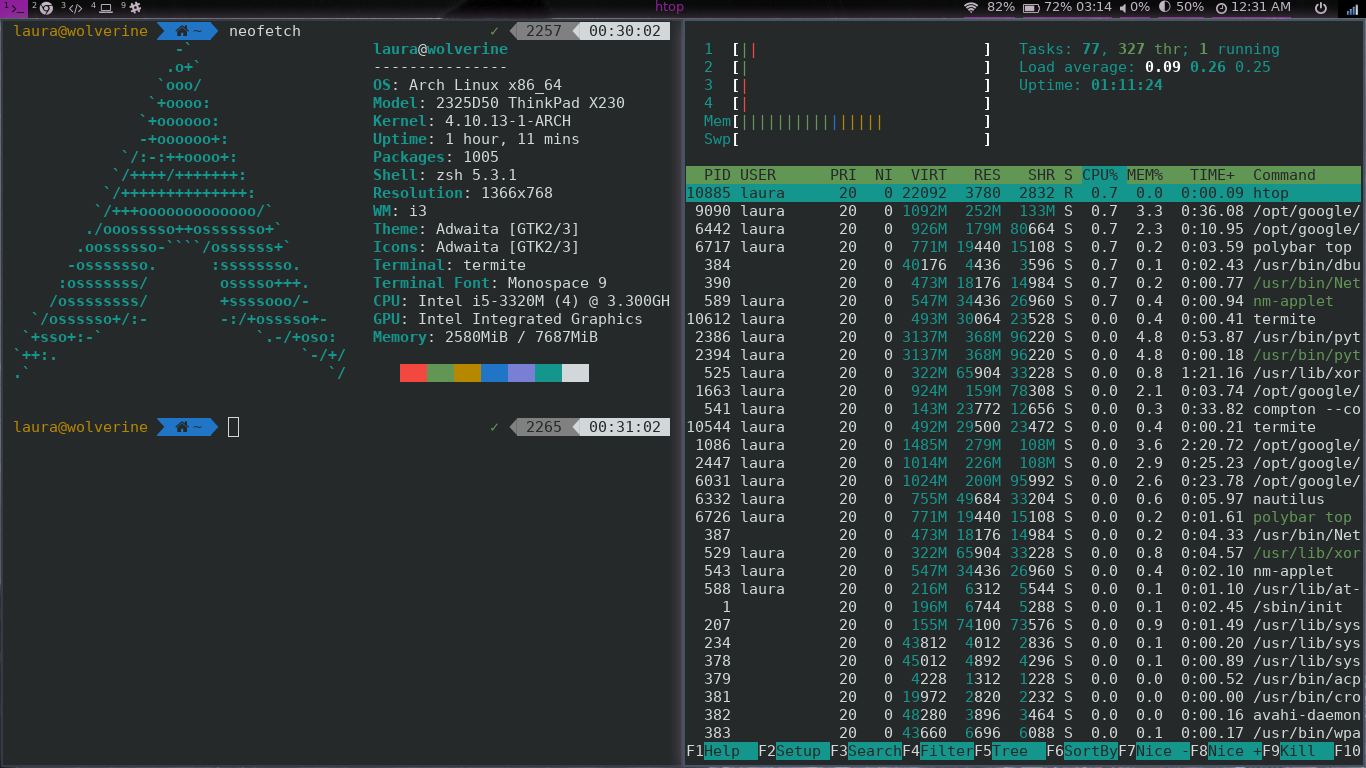 1 >_ 2 3 </> 4 9 htop 82% 72% 03:14 0% 50% 12:31 AM
laura@wolverine ~ neofetch ✓ 2257 00:30:02
laura@wolverine
---------------
OS: Arch Linux x86_64
Model: 2325D50 ThinkPad X230
Kernel: 4.10.13-1-ARCH
Uptime: 1 hour, 11 mins
Packages: 1005
Shell: zsh 5.3.1
Resolution: 1366x768
WM: i3
Theme: Adwaita [GTK2/3]
Icons: Adwaita [GTK2/3]
Terminal: termite
Terminal Font: Monospace 9
CPU: Intel i5-3320M (4) @ 3.300GH
GPU: Intel Integrated Graphics
Memory: 2580MiB / 7687MiB
laura@wolverine ~ ✓ 2265 00:31:02
1 [|| ] Tasks: 77, 327 thr; 1 running
2 [| ] Load average: 0.09 0.26 0.25
3 [| ] Uptime: 01:11:24
4 [| ]
Mem[|||||||||||||||| ]
Swp[ ]
PID USER PRI NI VIRT RES SHR S CPU% MEM% TIME+ Command
10885 laura 20 0 22092 3780 2832 R 0.7 0.0 0:00.09 htop
9090 laura 20 0 1092M 252M 133M S 0.7 3.3 0:36.08 /opt/google/
6442 laura 20 0 926M 179M 80664 S 0.7 2.3 0:10.95 /opt/google/
6717 laura 20 0 771M 19440 15108 S 0.7 0.2 0:03.59 polybar top
384 20 0 40176 4436 3596 S 0.7 0.1 0:02.43 /usr/bin/dbu
390 20 0 473M 18176 14984 S 0.7 0.2 0:00.77 /usr/bin/Net
589 laura 20 0 547M 34436 26960 S 0.7 0.4 0:00.94 nm-applet
10612 laura 20 0 493M 30064 23528 S 0.0 0.4 0:00.41 termite
2386 laura 20 0 3137M 368M 96220 S 0.0 4.8 0:53.87 /usr/bin/pyt
2394 laura 20 0 3137M 368M 96220 S 0.0 4.8 0:00.18 /usr/bin/pyt
525 laura 20 0 322M 65904 33228 S 0.0 0.8 1:21.16 /usr/lib/xor
1663 laura 20 0 924M 159M 78308 S 0.0 2.1 0:03.74 /opt/google/
541 laura 20 0 143M 23772 12656 S 0.0 0.3 0:33.82 compton --co
10544 laura 20 0 492M 29500 23472 S 0.0 0.4 0:00.21 termite
1086 laura 20 0 1485M 279M 108M S 0.0 3.6 2:20.72 /opt/google/
2447 laura 20 0 1014M 226M 108M S 0.0 2.9 0:25.23 /opt/google/
6031 laura 20 0 1024M 200M 95992 S 0.0 2.6 0:23.78 /opt/google/
6332 laura 20 0 755M 49684 33204 S 0.0 0.6 0:05.97 nautilus
6726 laura 20 0 771M 19440 15108 S 0.0 0.2 0:01.61 polybar top
387 20 0 473M 18176 14984 S 0.0 0.2 0:04.33 /usr/bin/Net
529 laura 20 0 322M 65904 33228 S 0.0 0.8 0:04.57 /usr/lib/xor
543 laura 20 0 547M 34436 26960 S 0.0 0.4 0:02.10 nm-applet
588 laura 20 0 216M 6312 5544 S 0.0 0.1 0:01.10 /usr/lib/at-
1 20 0 196M 6744 5288 S 0.0 0.1 0:02.45 /sbin/init
207 20 0 155M 74100 73576 S 0.0 0.9 0:01.49 /usr/lib/sys
234 20 0 43812 4012 2836 S 0.0 0.1 0:00.20 /usr/lib/sys
378 20 0 45012 4892 4296 S 0.0 0.1 0:00.89 /usr/lib/sys
379 20 0 4228 1312 1228 S 0.0 0.0 0:00.52 /usr/bin/acp
381 20 0 19972 2820 2232 S 0.0 0.0 0:00.00 /usr/bin/cro
382 20 0 48280 3896 3464 S 0.0 0.0 0:00.16 avahi-daemon
383 20 0 43660 6696 6088 S 0.0 0.1 0:00.17 /usr/bin/wpa
F1Help F2Setup F3SearchF4FilterF5Tree F6SortByF7Nice -F8Nice +F9Kill F10